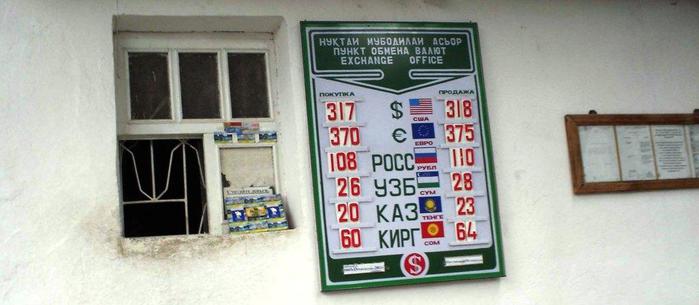 НУҚТАИ МУБОДИЛАИ АСЪОР
ПУНКТ ОБМЕНА ВАЛЮТ
EXCHANGE OFFICE
ПОКУПКА ПРОДАЖА
317 $ США 318
370 € ЕВРО 375
108 РОСС РУБЛ 110
26 УЗБ СУМ 28
20 КАЗ ТЕНГЕ 23
60 КИРГ СОМ 64
$